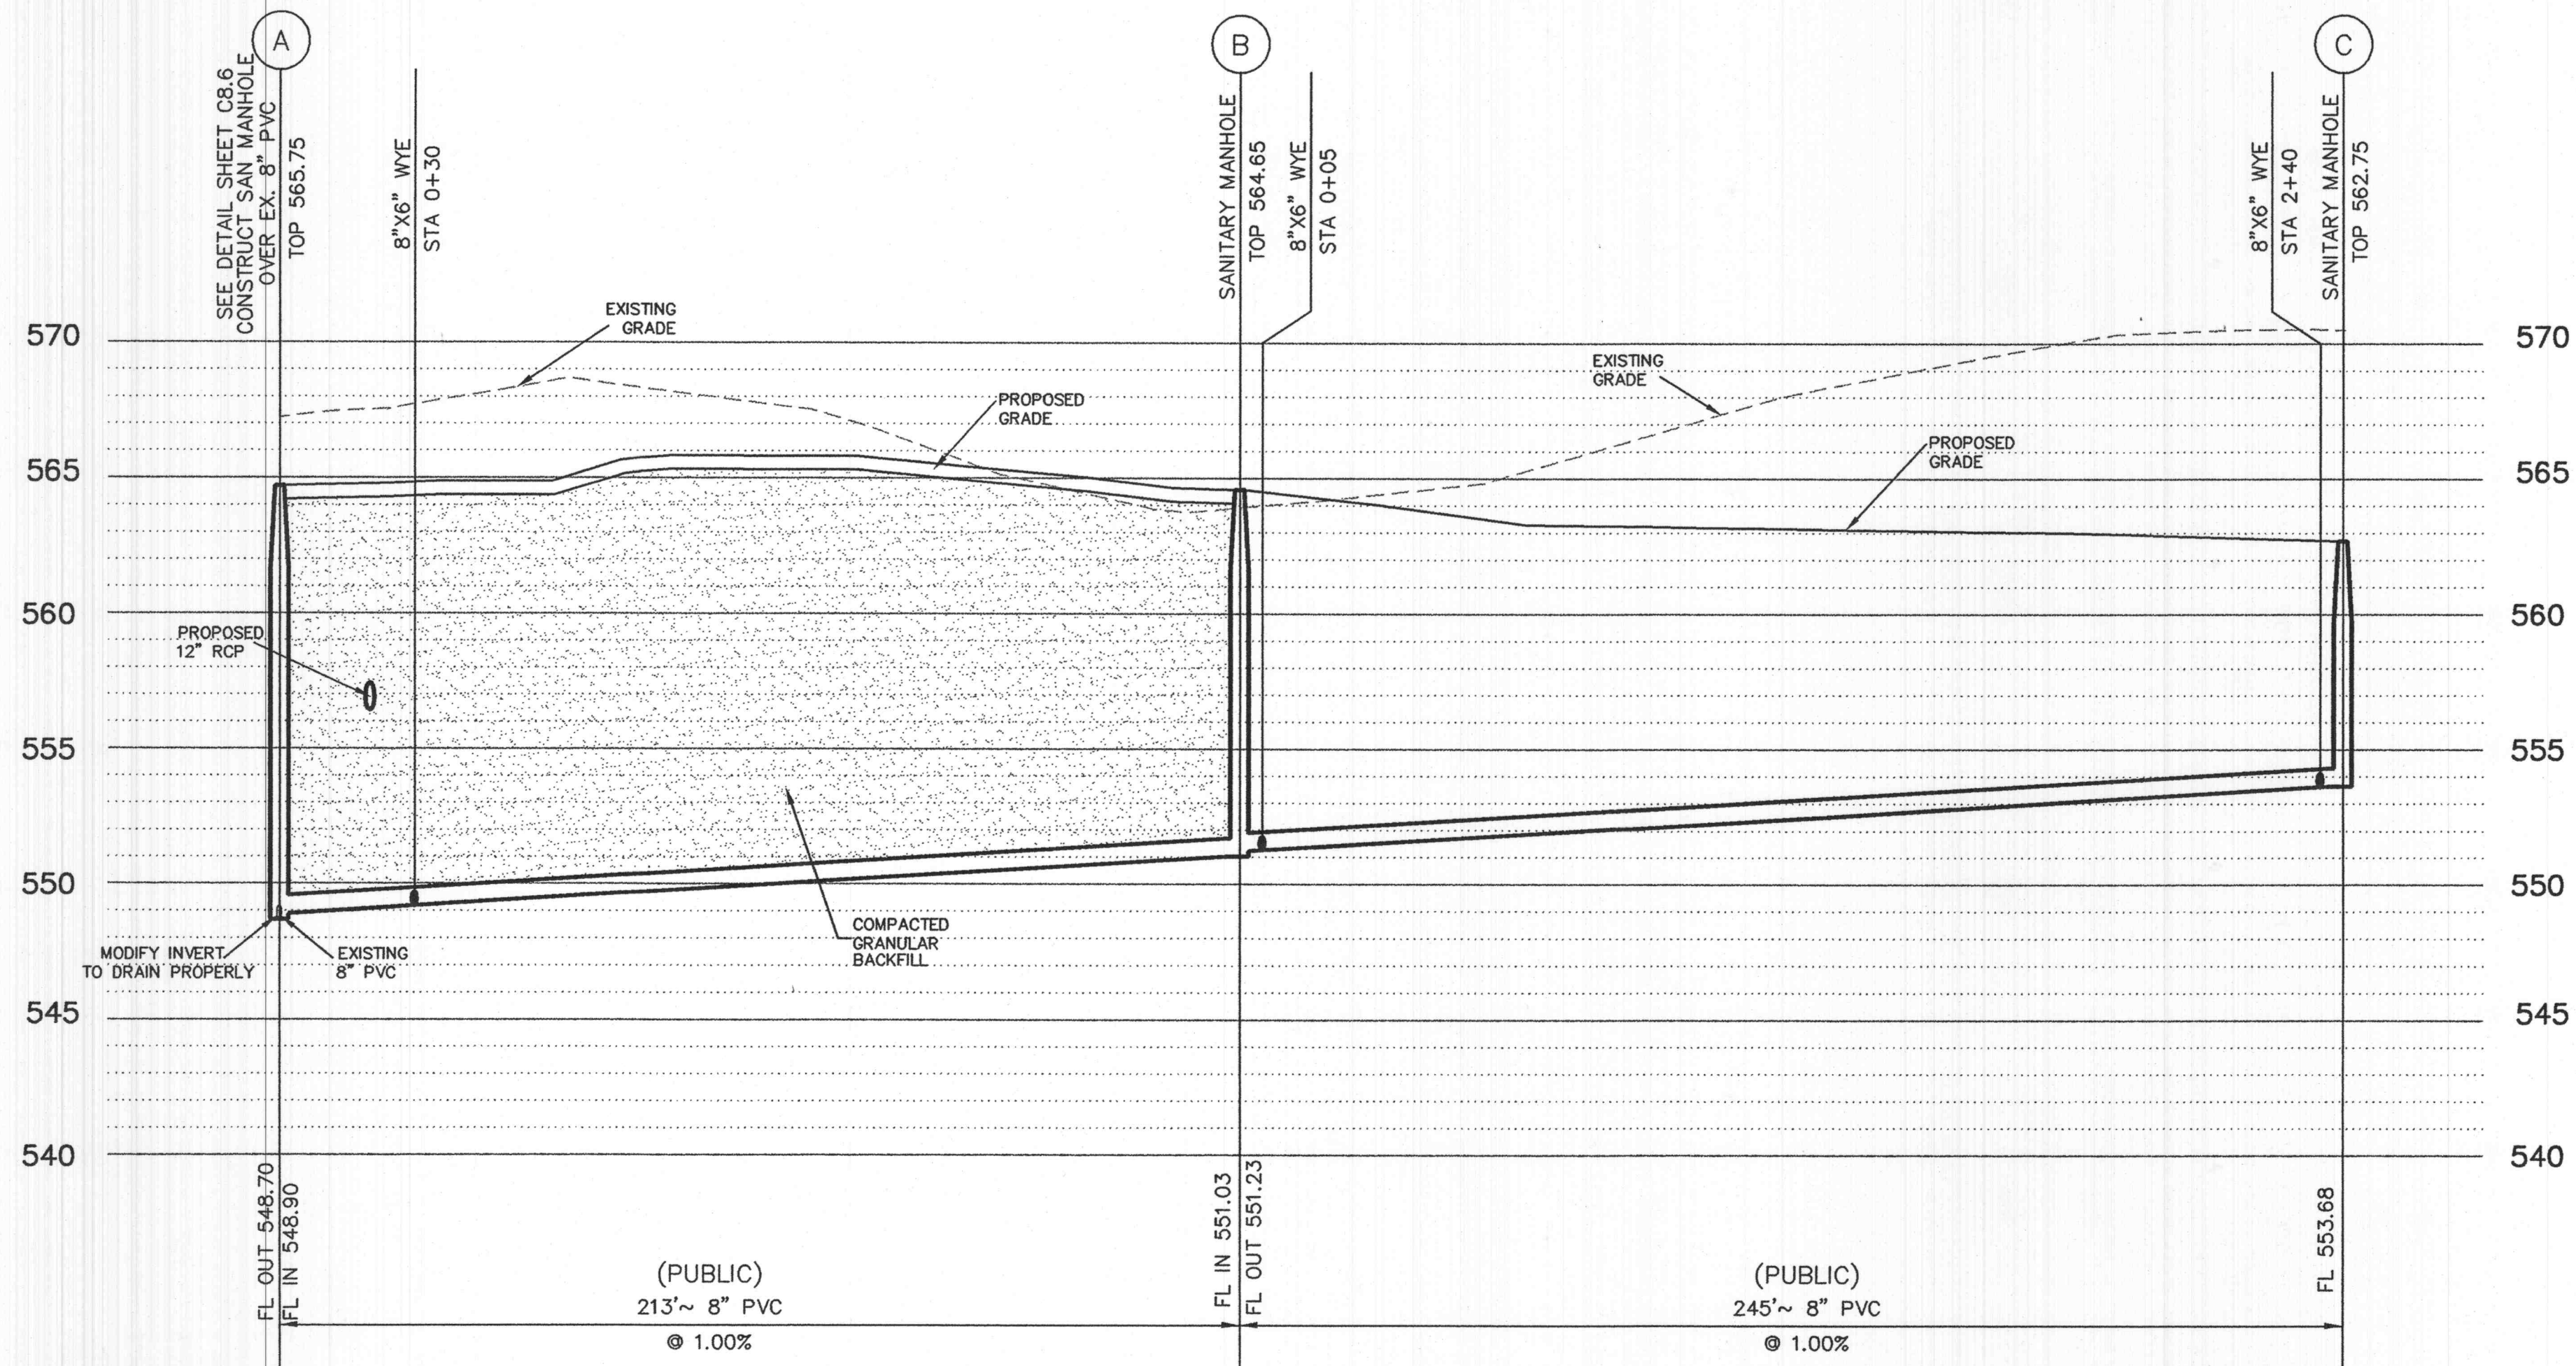 A
B
C
SEE DETAIL SHEET C8.6
CONSTRUCT SAN MANHOLE
OVER EX. 8" PVC
TOP 565.75
8"X6" WYE
STA 0+30
SANITARY MANHOLE
TOP 564.65
8"X6" WYE
STA 0+05
8"X6" WYE
STA 2+40
SANITARY MANHOLE
TOP 562.75
EXISTING
GRADE
570
570
EXISTING
GRADE
PROPOSED
GRADE
PROPOSED
GRADE
565
565
560
560
PROPOSED
12" RCP
555
555
550
550
COMPACTED
GRANULAR
BACKFILL
MODIFY INVERT
TO DRAIN PROPERLY
EXISTING
8" PVC
545
545
540
540
FL OUT 548.70
FL IN 548.90
FL IN 551.03
FL OUT 551.23
FL 553.68
(PUBLIC)
213'~ 8" PVC
@ 1.00%
(PUBLIC)
245'~ 8" PVC
@ 1.00%